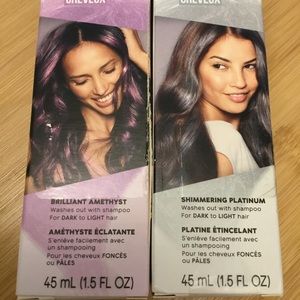 CHEVEUX
BRILLIANT AMETHYST
Washes out with shampoo
For DARK to LIGHT hair
AMÉTHYSTE ÉCLATANTE
S'enlève facilement avec
un shampooing
Pour les cheveux FONCÉS
ou PÂLES
45 mL (1.5 FL OZ)
CHEVEUX
SHIMMERING PLATINUM
Washes out with shampoo
For DARK to LIGHT hair
PLATINE ÉTINCELANT
S'enlève facilement avec
un shampooing
Pour les cheveux FONCÉS
ou PÂLES
45 mL (1.5 FL OZ)